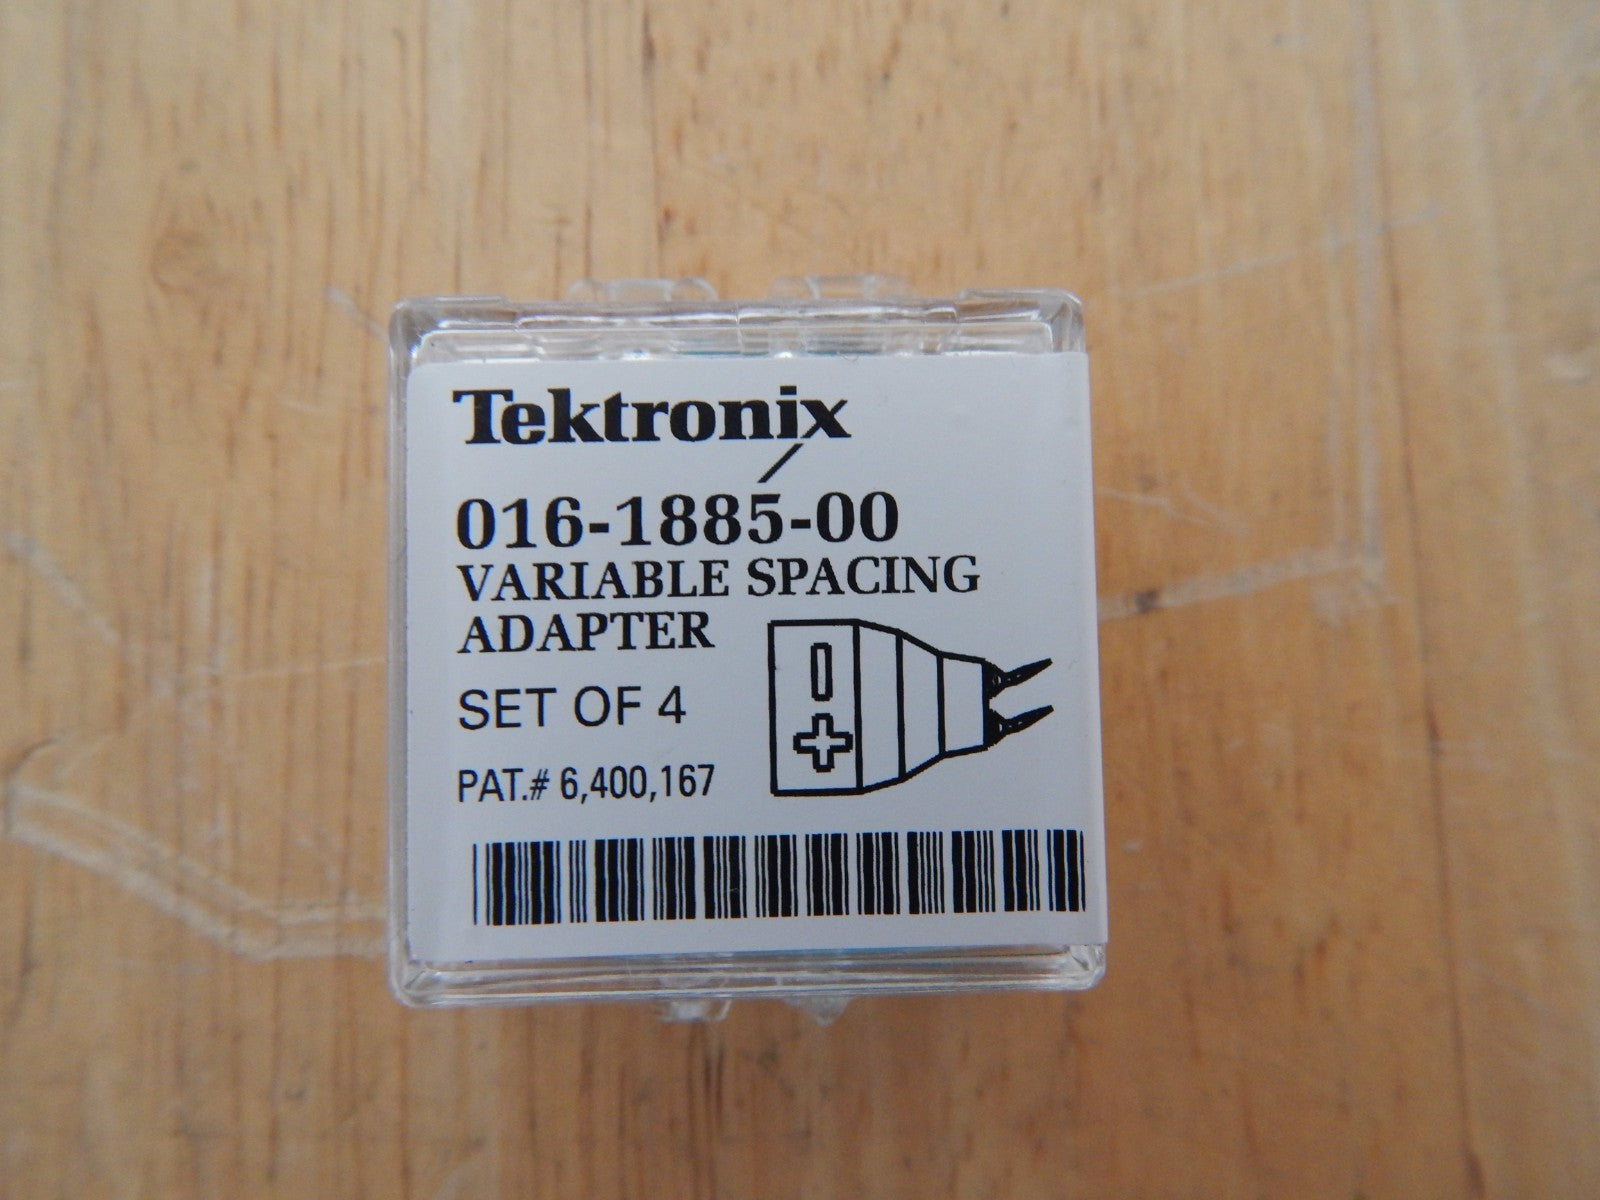 Tektronix
016-1885-00
VARIABLE SPACING
ADAPTER
SET OF 4
PAT.# 6,400,167